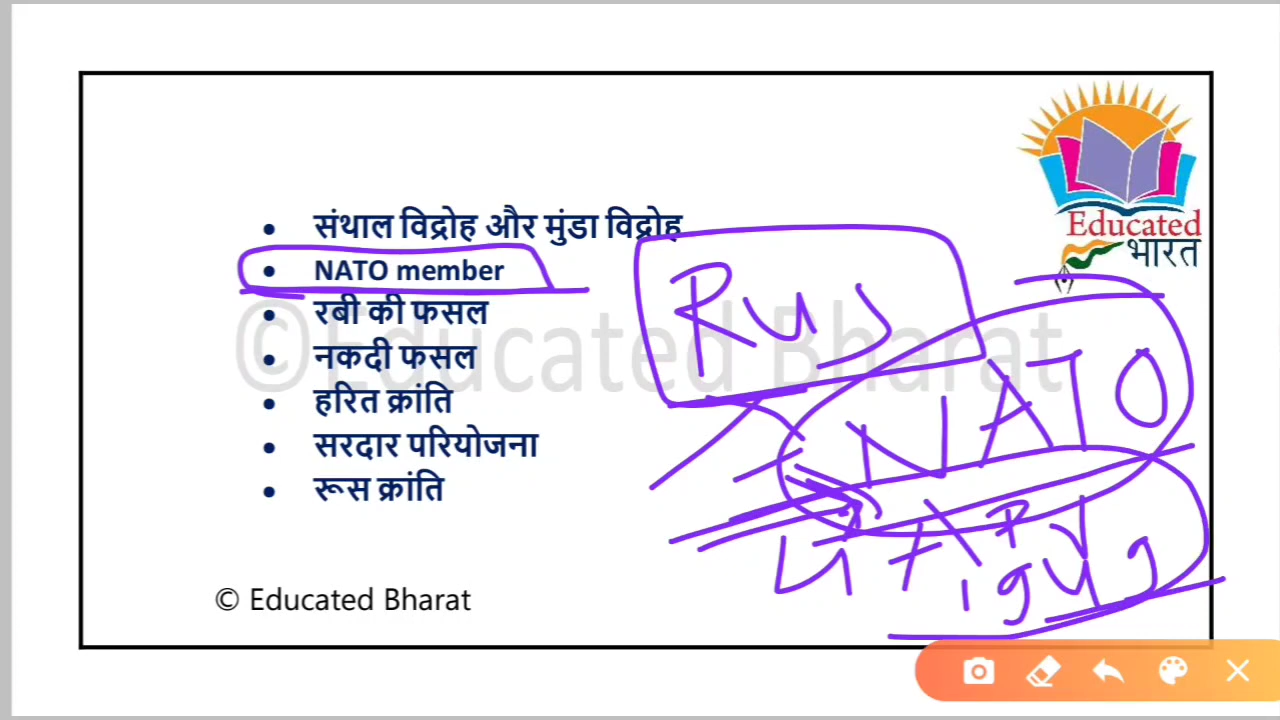 Educated
भारत
• संथाल विद्रोह और मुंडा विद्रोह
• NATO member
• रबी की फसल
• नकदी फसल
• हरित क्रांति
• सरदार परियोजना
• रूस क्रांति
©Educated Bharat
Rus
NATO
4 APr
1949
© Educated Bharat